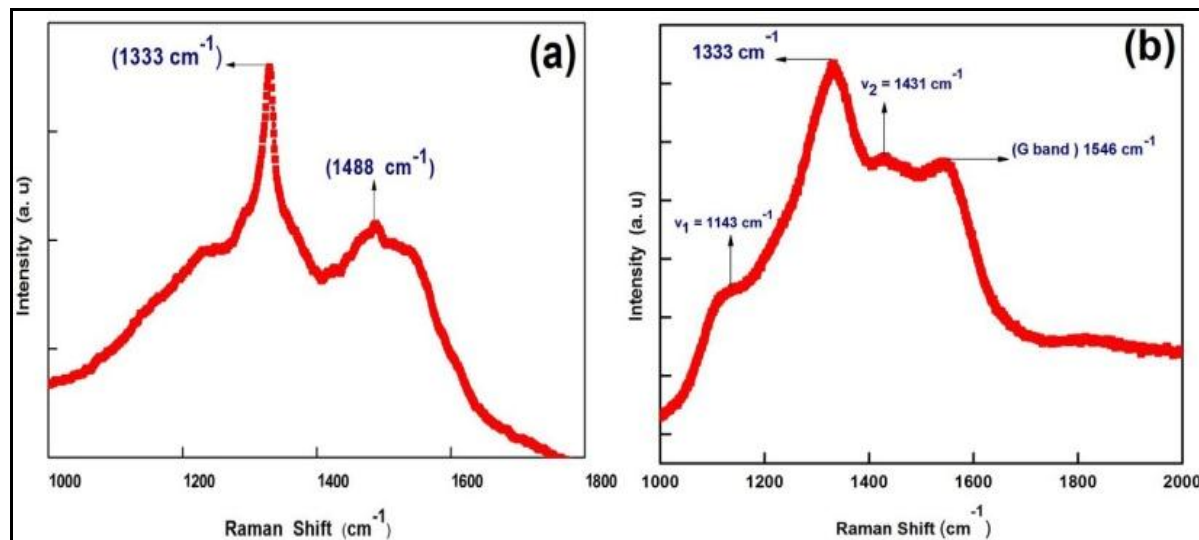 (a)
(1333 cm⁻¹)
(1488 cm⁻¹)
Intensity (a. u)
1000 1200 1400 1600 1800
Raman Shift (cm⁻¹)
(b)
1333 cm⁻¹
ν₂ = 1431 cm⁻¹
(G band ) 1546 cm⁻¹
ν₁ = 1143 cm⁻¹
Intensity (a. u)
1000 1200 1400 1600 1800 2000
Raman Shift (cm⁻¹)